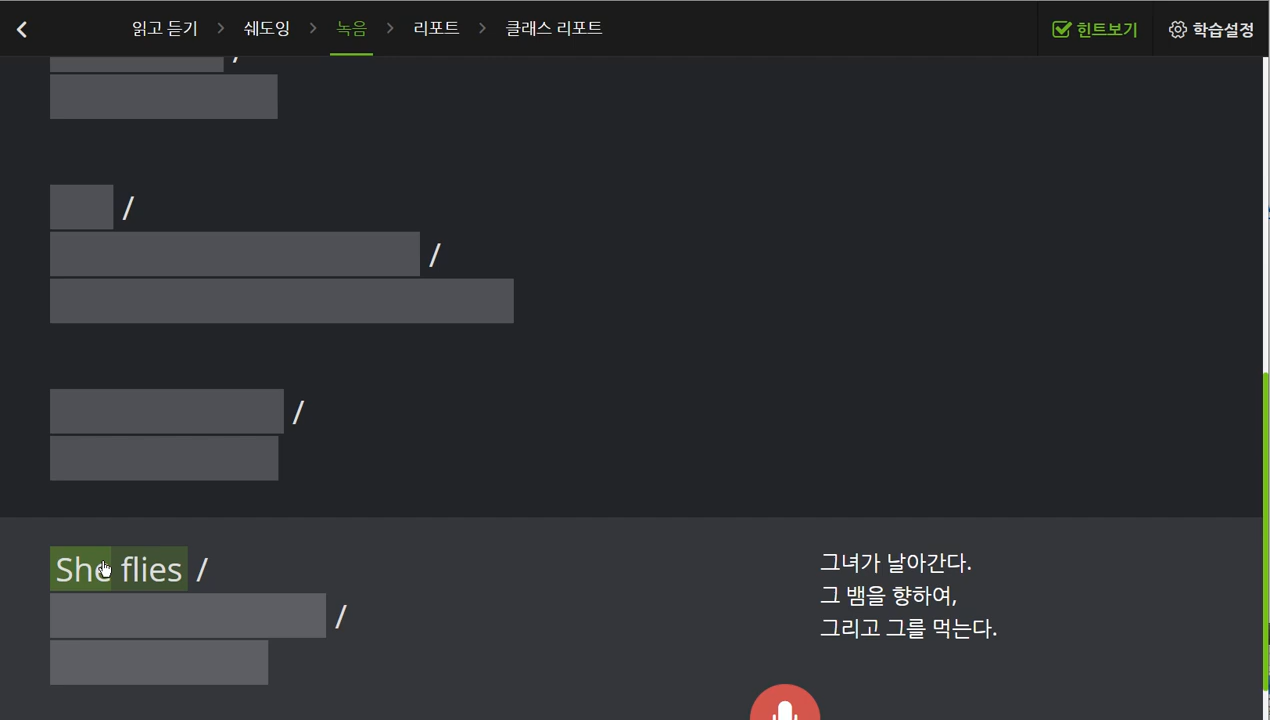 읽고 듣기 > 쉐도잉 > 녹음 > 리포트 > 클래스 리포트 힌트보기 학습설정
/
/
/
/
She flies /
/
그녀가 날아간다.
그 뱀을 향하여,
그리고 그를 먹는다.